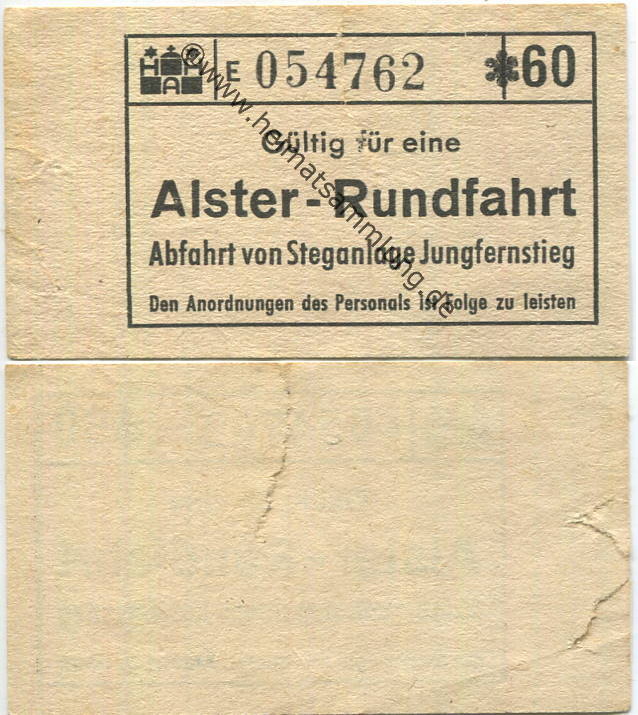 HHA E 054762 *60
Gültig für eine
Alster-Rundfahrt
Abfahrt von Steganlage Jungfernstieg
Den Anordnungen des Personals ist Folge zu leisten
©www.heimatsammlung.de